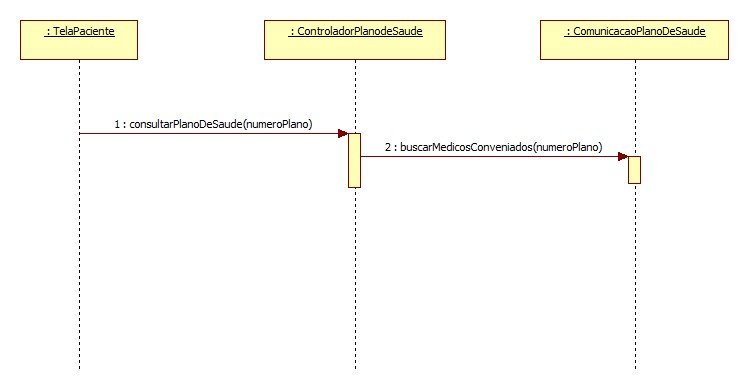 : TelaPaciente
: ControladorPlanodeSaude
: ComunicacaoPlanoDeSaude
1 : consultarPlanoDeSaude(numeroPlano)
2 : buscarMedicosConveniados(numeroPlano)